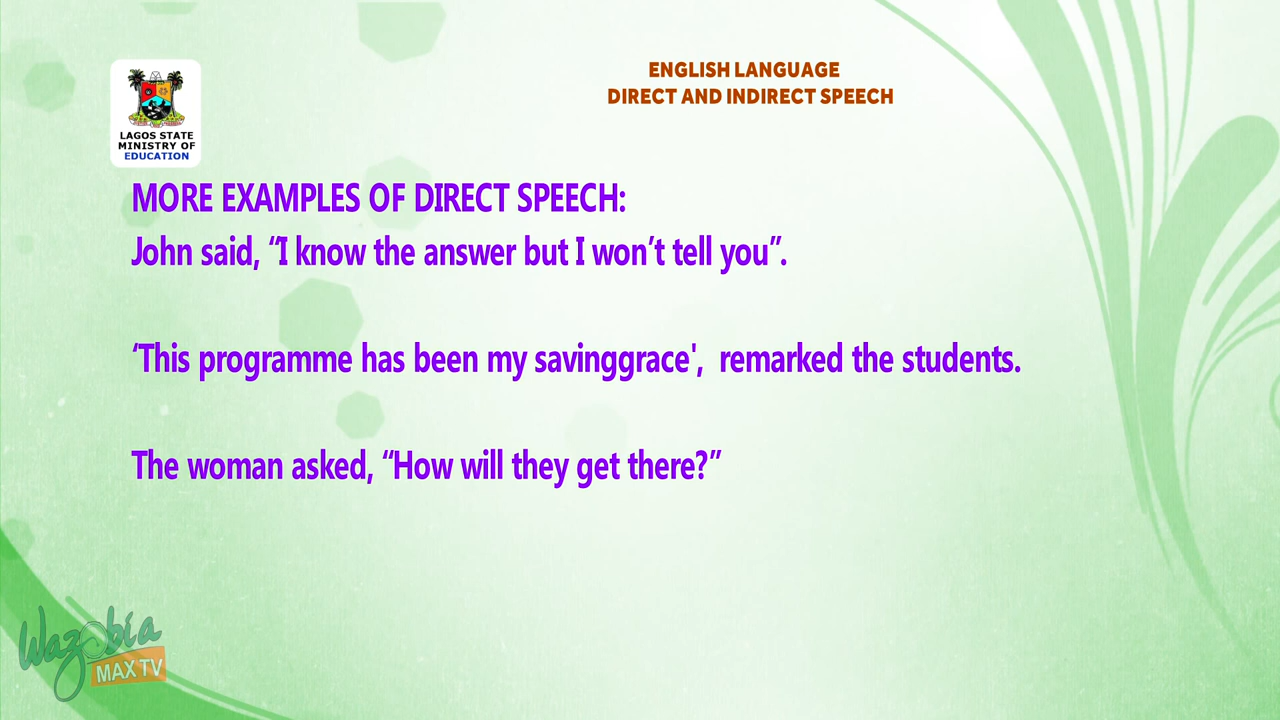 ENGLISH LANGUAGE
DIRECT AND INDIRECT SPEECH
LAGOS STATE
MINISTRY OF
EDUCATION
MORE EXAMPLES OF DIRECT SPEECH:
John said, “I know the answer but I won’t tell you”.
‘This programme has been my savinggrace', remarked the students.
The woman asked, “How will they get there?”
Wazobia
MAX TV